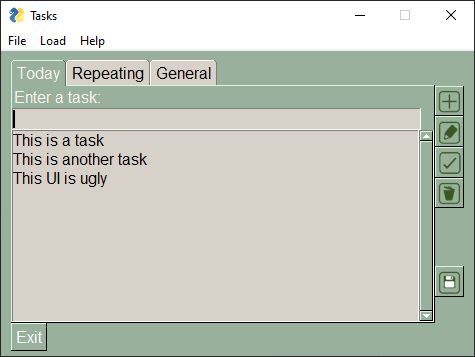 Tasks
File Load Help
Today Repeating General
Enter a task:
This is a task
This is another task
This UI is ugly
Exit